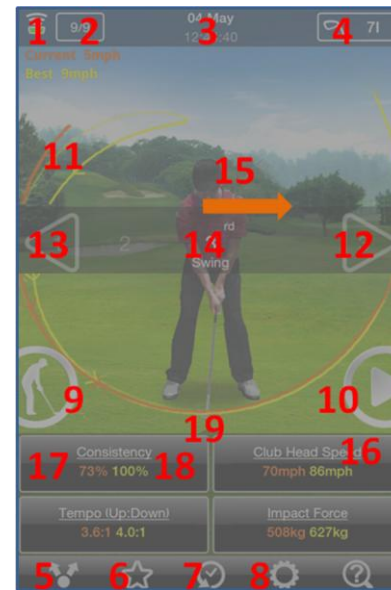 1 2 3 4
9/9 04 May 7I
Current 5mph
Best 9mph
11
15
13 2 14 rd 12
Swing
9 10
19
Consistency Club Head Speed 16
17 73% 100% 18 70mph 86mph
Tempo (Up:Down) Impact Force
3.6:1 4.0:1 508kg 627kg
5 6 7 8